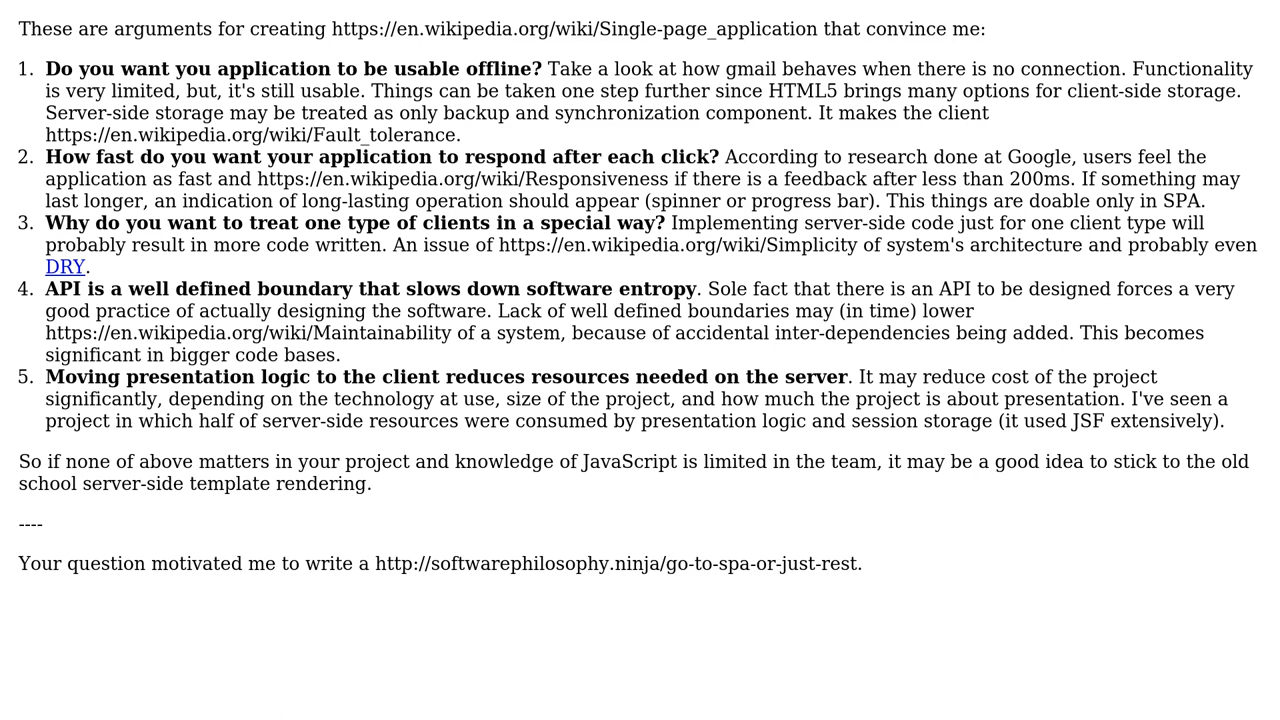 These are arguments for creating https://en.wikipedia.org/wiki/Single-page_application that convince me:
1. Do you want you application to be usable offline? Take a look at how gmail behaves when there is no connection. Functionality
is very limited, but, it's still usable. Things can be taken one step further since HTML5 brings many options for client-side storage.
Server-side storage may be treated as only backup and synchronization component. It makes the client
https://en.wikipedia.org/wiki/Fault_tolerance.
2. How fast do you want your application to respond after each click? According to research done at Google, users feel the
application as fast and https://en.wikipedia.org/wiki/Responsiveness if there is a feedback after less than 200ms. If something may
last longer, an indication of long-lasting operation should appear (spinner or progress bar). This things are doable only in SPA.
3. Why do you want to treat one type of clients in a special way? Implementing server-side code just for one client type will
probably result in more code written. An issue of https://en.wikipedia.org/wiki/Simplicity of system's architecture and probably even
DRY.
4. API is a well defined boundary that slows down software entropy. Sole fact that there is an API to be designed forces a very
good practice of actually designing the software. Lack of well defined boundaries may (in time) lower
https://en.wikipedia.org/wiki/Maintainability of a system, because of accidental inter-dependencies being added. This becomes
significant in bigger code bases.
5. Moving presentation logic to the client reduces resources needed on the server. It may reduce cost of the project
significantly, depending on the technology at use, size of the project, and how much the project is about presentation. I've seen a
project in which half of server-side resources were consumed by presentation logic and session storage (it used JSF extensively).
So if none of above matters in your project and knowledge of JavaScript is limited in the team, it may be a good idea to stick to the old
school server-side template rendering.
----
Your question motivated me to write a http://softwarephilosophy.ninja/go-to-spa-or-just-rest.